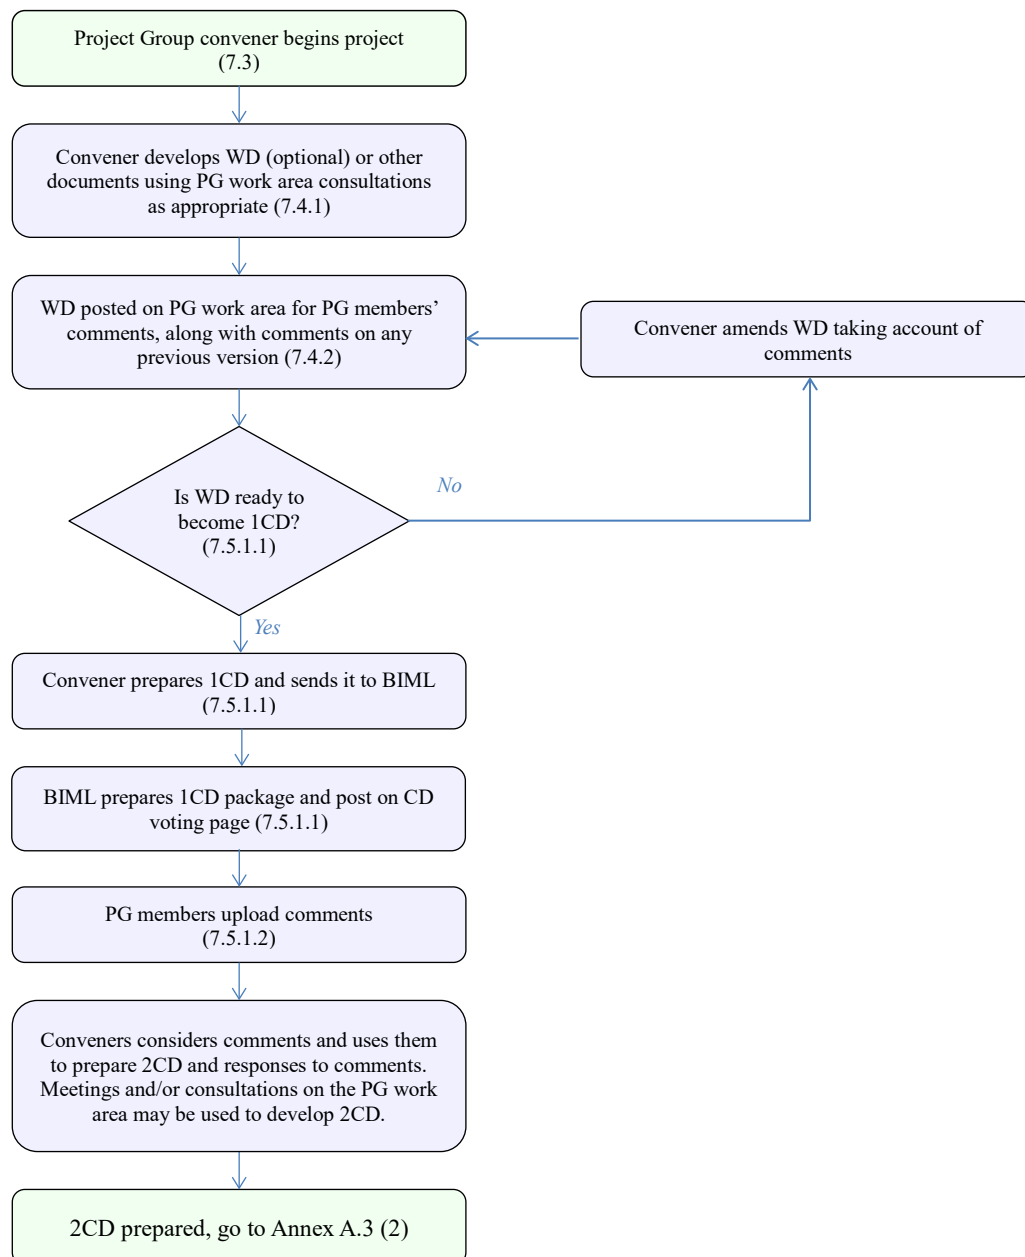 Project Group convener begins project
(7.3)
Convener develops WD (optional) or other
documents using PG work area consultations
as appropriate (7.4.1)
WD posted on PG work area for PG members’
comments, along with comments on any
previous version (7.4.2)
Convener amends WD taking account of
comments
Is WD ready to
become 1CD?
(7.5.1.1)
No
Yes
Convener prepares 1CD and sends it to BIML
(7.5.1.1)
BIML prepares 1CD package and post on CD
voting page (7.5.1.1)
PG members upload comments
(7.5.1.2)
Conveners considers comments and uses them
to prepare 2CD and responses to comments.
Meetings and/or consultations on the PG work
area may be used to develop 2CD.
2CD prepared, go to Annex A.3 (2)